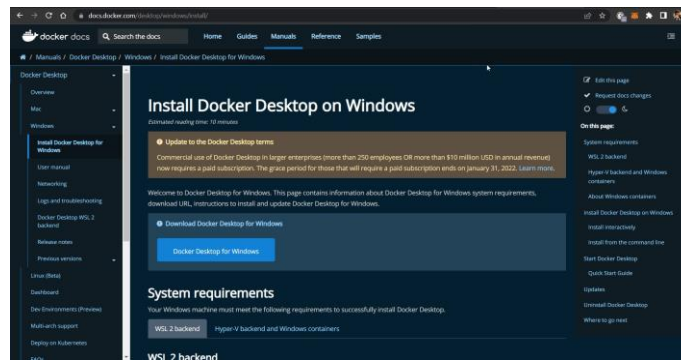 docs.docker.com/desktop/windows/install/
docker docs
Search the docs
Home
Guides
Manuals
Reference
Samples
/ Manuals / Docker Desktop / Windows / Install Docker Desktop for Windows
Docker Desktop
Overview
Mac
Windows
Install Docker Desktop for
Windows
User manual
Networking
Logs and troubleshooting
Docker Desktop WSL 2
backend
Release notes
Previous versions
Linux (Beta)
Dashboard
Dev Environments (Preview)
Multi-arch support
Deploy on Kubernetes
FAQs
Install Docker Desktop on Windows
Estimated reading time: 10 minutes
Update to the Docker Desktop terms
Commercial use of Docker Desktop in larger enterprises (more than 250 employees OR more than $10 million USD in annual revenue)
now requires a paid subscription. The grace period for those that will require a paid subscription ends on January 31, 2022. Learn more.
Welcome to Docker Desktop for Windows. This page contains information about Docker Desktop for Windows system requirements,
download URL, instructions to install and update Docker Desktop for Windows.
Download Docker Desktop for Windows
Docker Desktop for Windows
System requirements
Your Windows machine must meet the following requirements to successfully install Docker Desktop.
WSL 2 backend
Hyper-V backend and Windows containers
WSL 2 backend
Edit this page
Request docs changes
On this page:
System requirements
WSL 2 backend
Hyper-V backend and Windows
containers
About Windows containers
Install Docker Desktop on Windows
Install interactively
Install from the command line
Start Docker Desktop
Quick Start Guide
Updates
Uninstall Docker Desktop
Where to go next